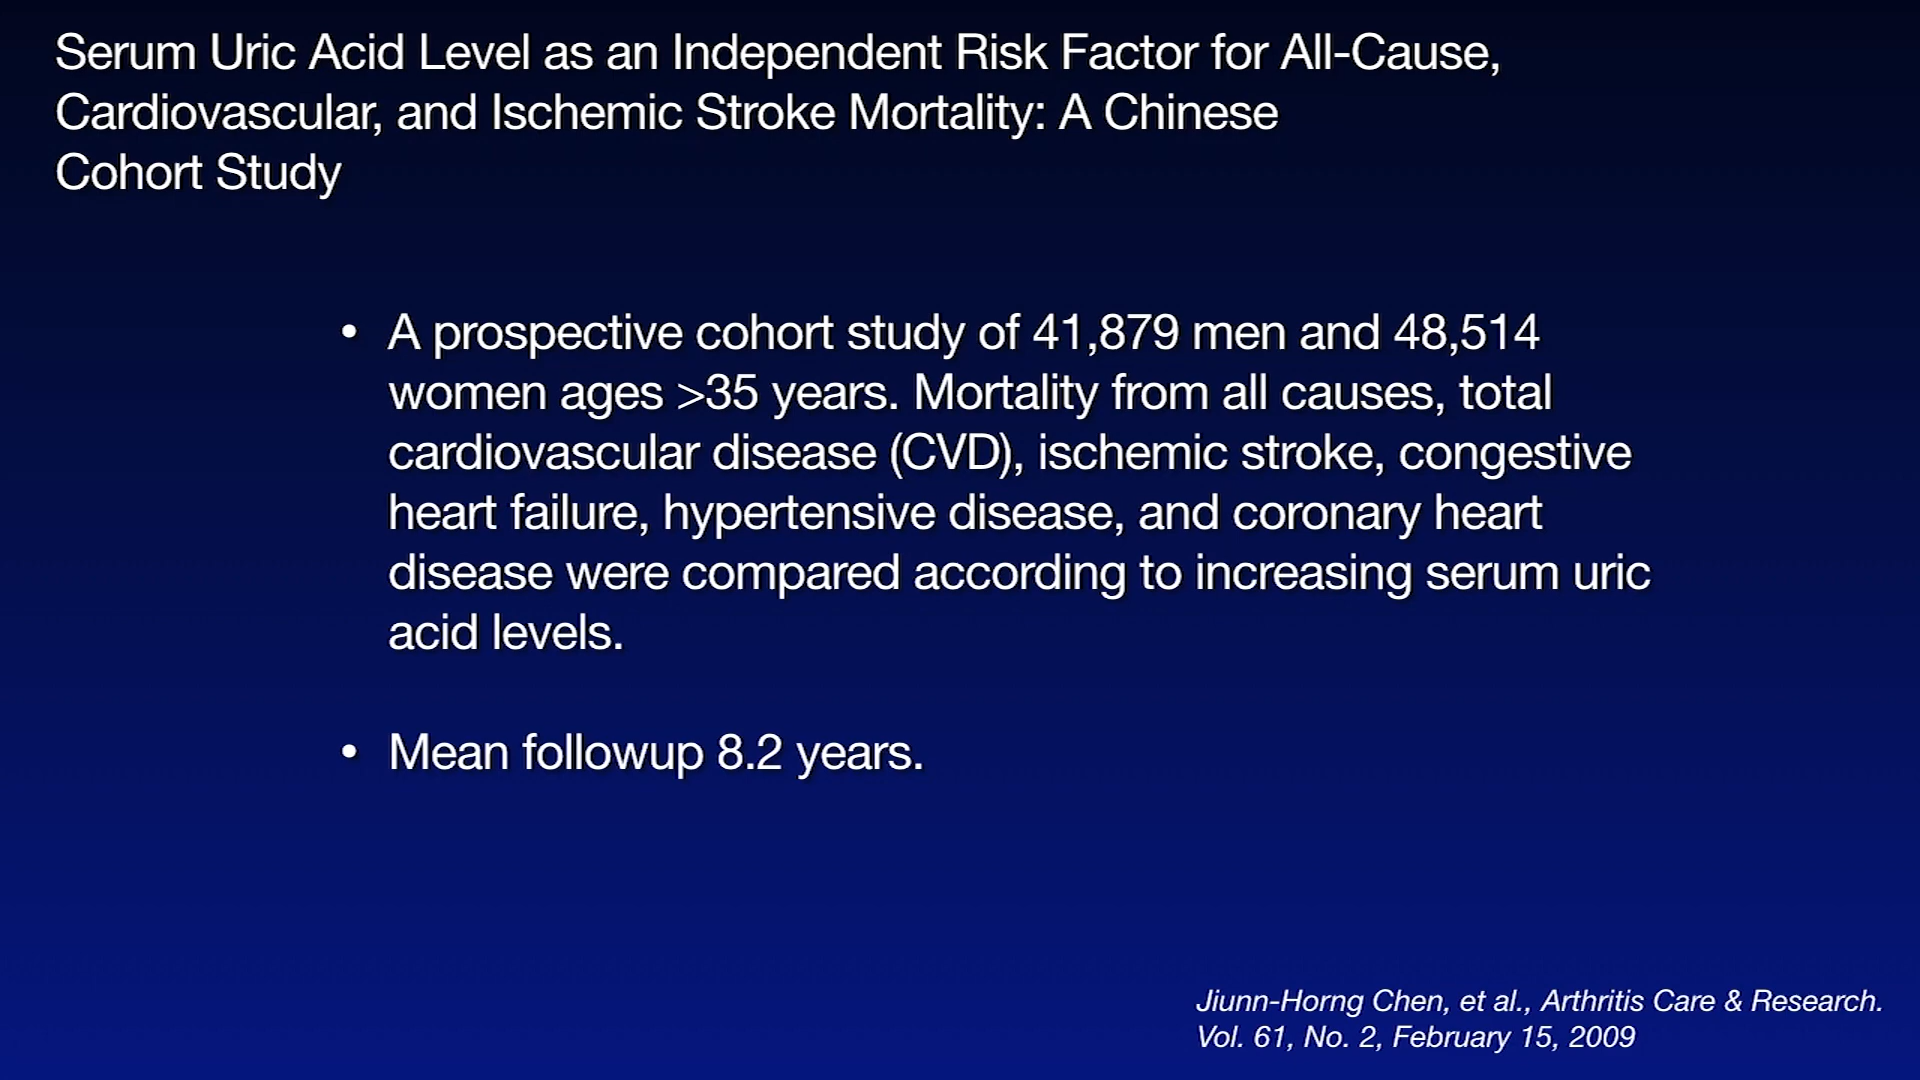 Serum Uric Acid Level as an Independent Risk Factor for All-Cause,
Cardiovascular, and Ischemic Stroke Mortality: A Chinese
Cohort Study
• A prospective cohort study of 41,879 men and 48,514
women ages >35 years. Mortality from all causes, total
cardiovascular disease (CVD), ischemic stroke, congestive
heart failure, hypertensive disease, and coronary heart
disease were compared according to increasing serum uric
acid levels.
• Mean followup 8.2 years.
Jiunn-Horng Chen, et al., Arthritis Care & Research.
Vol. 61, No. 2, February 15, 2009